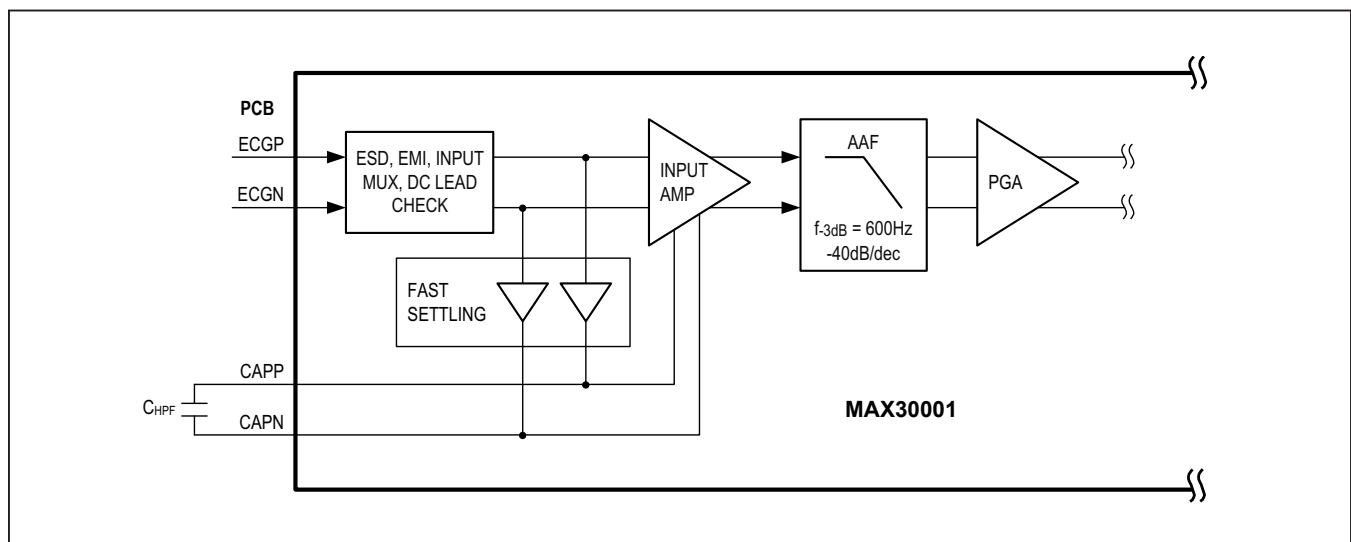 PCB
ECGP
ECGN
ESD, EMI, INPUT
MUX, DC LEAD
CHECK
INPUT
AMP
AAF
f-3dB = 600Hz
-40dB/dec
PGA
FAST
SETTLING
CAPP
CHPF
CAPN
MAX30001